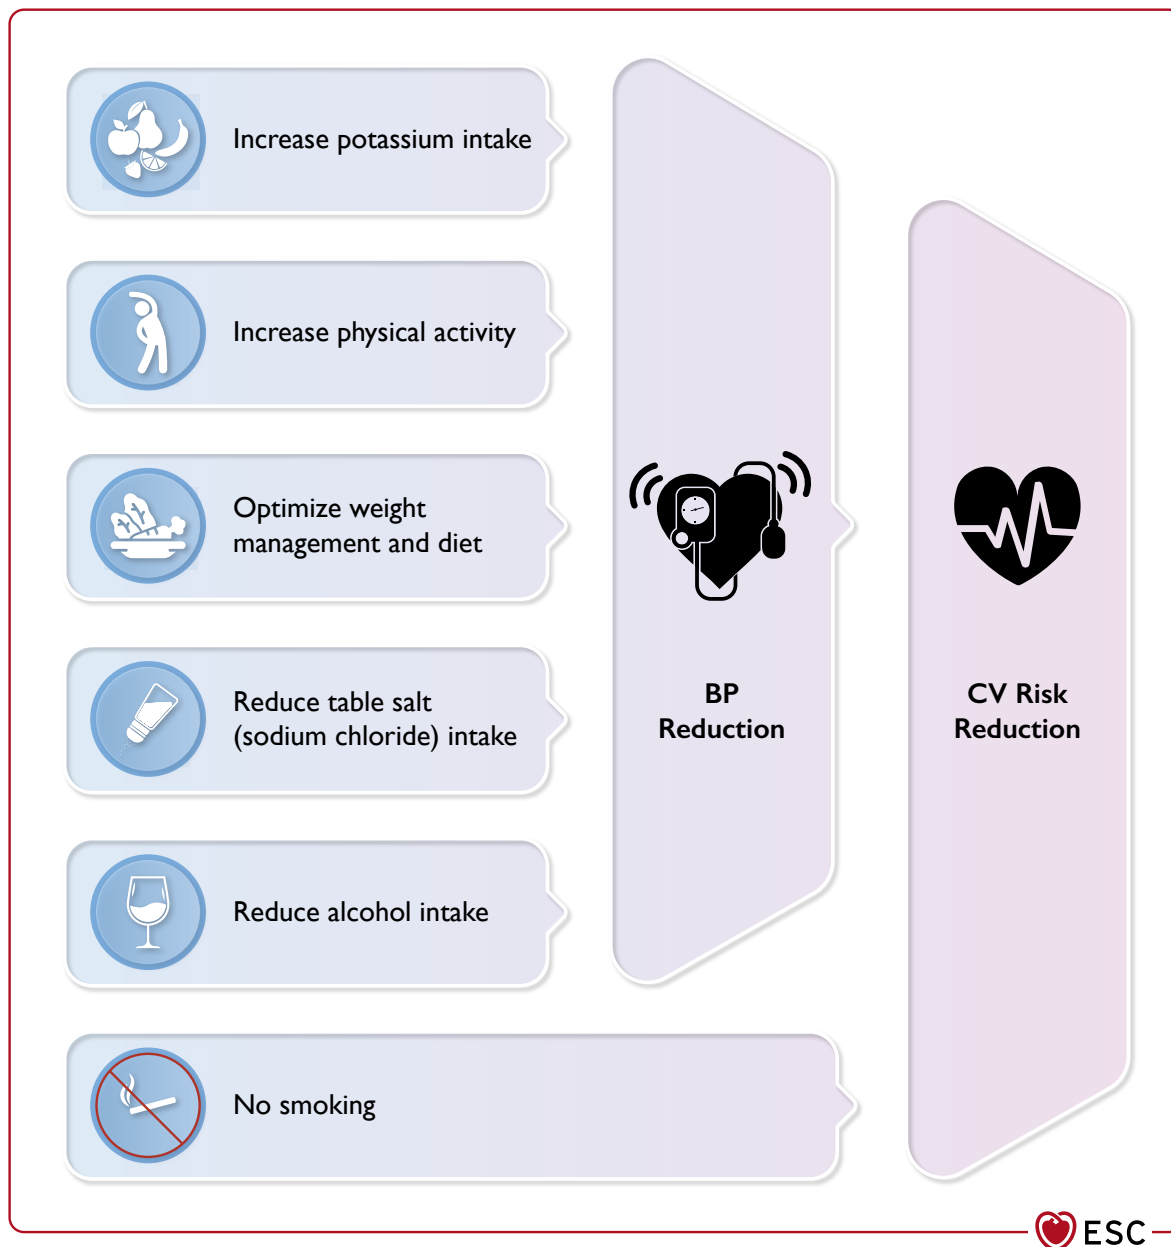 Increase potassium intake
Increase physical activity
Optimize weight
management and diet
Reduce table salt
(sodium chloride) intake
Reduce alcohol intake
No smoking
BP
Reduction
CV Risk
Reduction
ESC